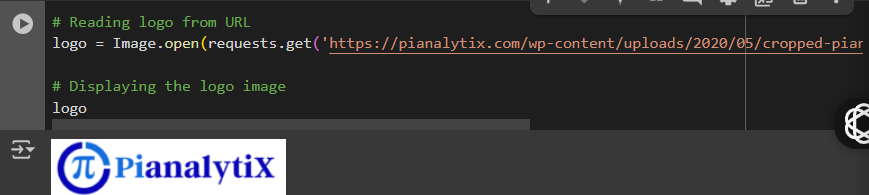 # Reading logo from URL
logo = Image.open(requests.get('https://pianalytix.com/wp-content/uploads/2020/05/cropped-pian
# Displaying the logo image
logo
π PianalytiX